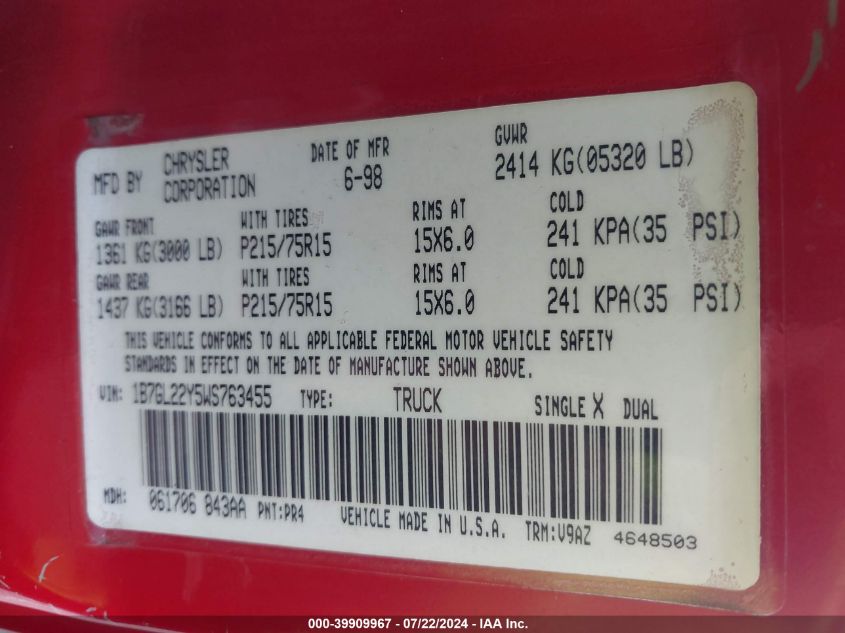 MFD BY CHRYSLER CORPORATION DATE OF MFR 6-98 GVWR 2414 KG(05320 LB)
GAWR FRONT WITH TIRES RIMS AT COLD
1361 KG(3000 LB) P215/75R15 15X6.0 241 KPA(35 PSI)
GAWR REAR WITH TIRES RIMS AT COLD
1437 KG(3166 LB) P215/75R15 15X6.0 241 KPA(35 PSI)
THIS VEHICLE CONFORMS TO ALL APPLICABLE FEDERAL MOTOR VEHICLE SAFETY
STANDARDS IN EFFECT ON THE DATE OF MANUFACTURE SHOWN ABOVE.
VIN: 1B7GL22Y5WS763455 TYPE: TRUCK SINGLE X DUAL
MDH: 061706 843AA PNT:PR4 VEHICLE MADE IN U.S.A. TRM:V9AZ 4648503
000-39909967 - 07/22/2024 - IAA Inc.